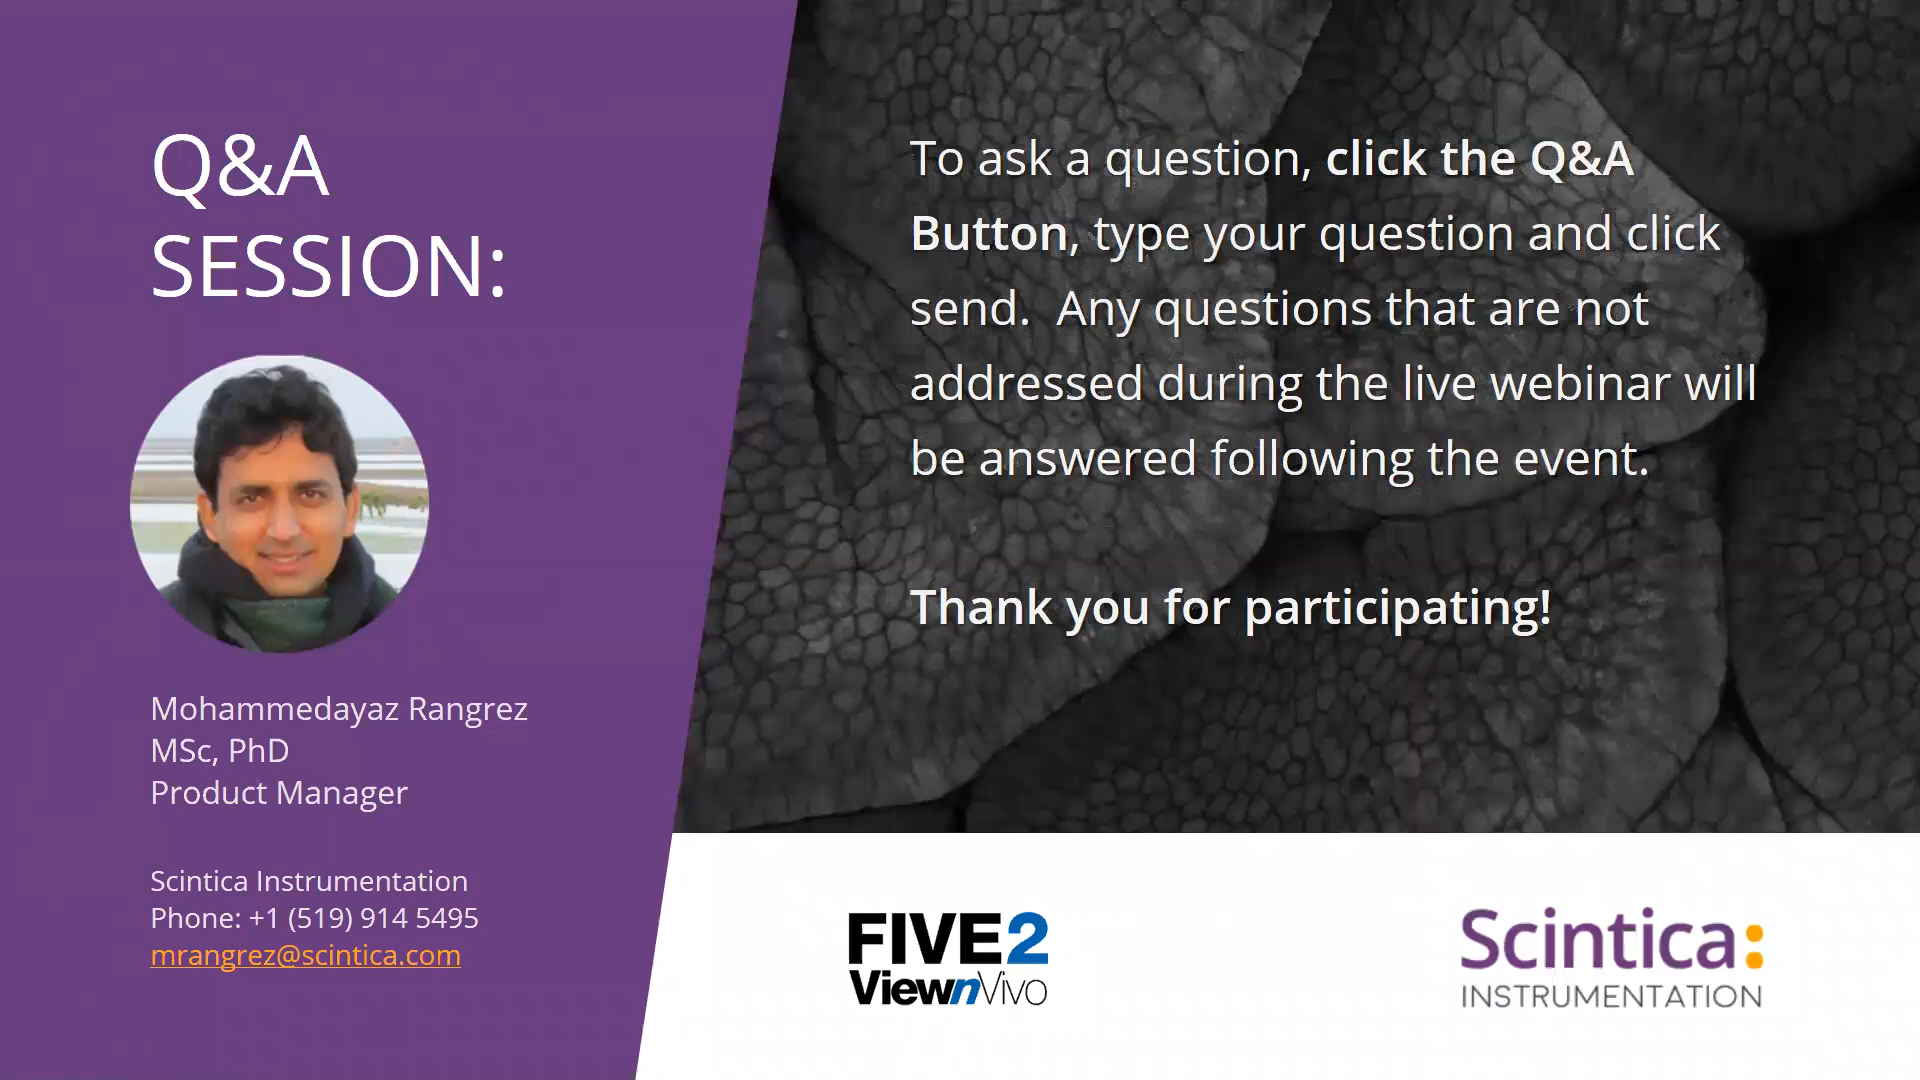 Q&A
SESSION:
Mohammedayaz Rangrez
MSc, PhD
Product Manager
Scintica Instrumentation
Phone: +1 (519) 914 5495
mrangrez@scintica.com
To ask a question, click the Q&A
Button, type your question and click
send.  Any questions that are not
addressed during the live webinar will
be answered following the event.
Thank you for participating!
FIVE2
ViewnVivo
Scintica:
INSTRUMENTATION